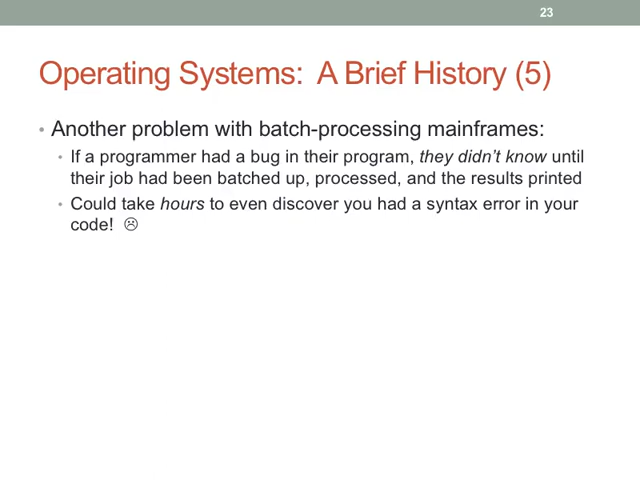 23
Operating Systems:  A Brief History (5)
• Another problem with batch-processing mainframes:
• If a programmer had a bug in their program, they didn't know until
their job had been batched up, processed, and the results printed
• Could take hours to even discover you had a syntax error in your
code! ☹